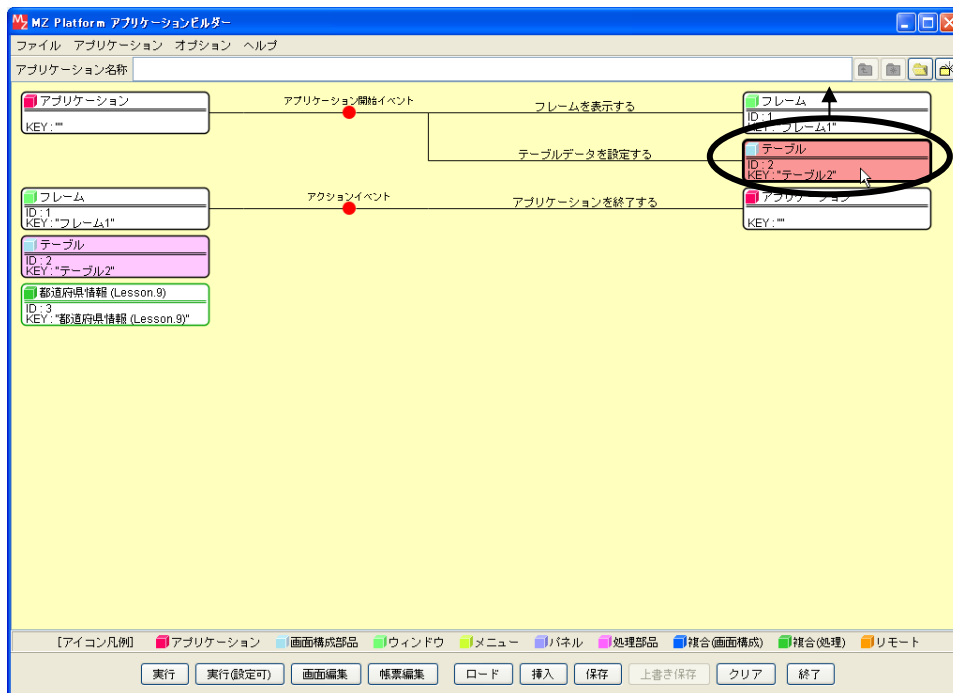 MZ Platform アプリケーションビルダー
ファイル アプリケーション オプション ヘルプ
アプリケーション名称
アプリケーション
KEY:""
アプリケーション開始イベント
フレームを表示する
フレーム
ID:1
KEY:"フレーム1"
テーブルデータを設定する
テーブル
ID:2
KEY:"テーブル2"
フレーム
ID:1
KEY:"フレーム1"
アクションイベント
アプリケーションを終了する
アプリケーション
KEY:""
テーブル
ID:2
KEY:"テーブル2"
都道府県情報 (Lesson.9)
ID:3
KEY:"都道府県情報 (Lesson.9)"
[アイコン凡例] アプリケーション 画面構成部品 ウィンドウ メニュー パネル 処理部品 複合(画面構成) 複合(処理) リモート
実行 実行(設定可) 画面編集 帳票編集 ロード 挿入 保存 上書き保存 クリア 終了